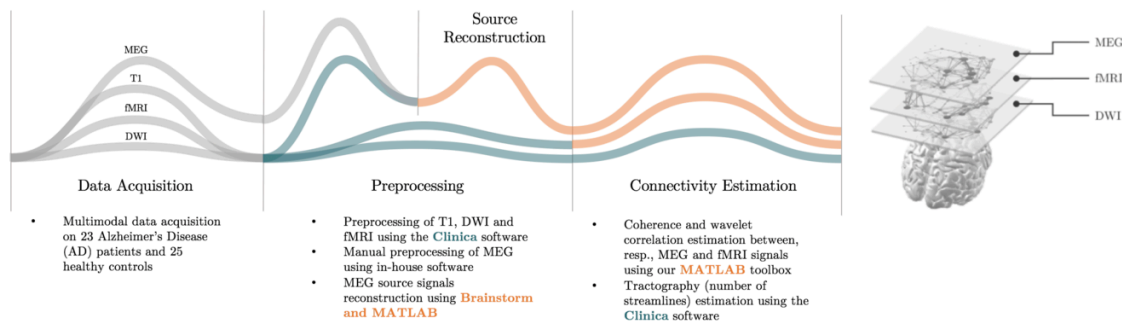 MEG
T1
fMRI
DWI
Source
Reconstruction
MEG
fMRI
DWI
Data Acquisition
• Multimodal data acquisition
on 23 Alzheimer's Disease
(AD) patients and 25
healthy controls
Preprocessing
• Preprocessing of T1, DWI and
fMRI using the Clinica software
• Manual preprocessing of MEG
using in-house software
• MEG source signals
reconstruction using Brainstorm
and MATLAB
Connectivity Estimation
• Coherence and wavelet
correlation estimation between,
resp., MEG and fMRI signals
using our MATLAB toolbox
• Tractography (number of
streamlines) estimation using the
Clinica software